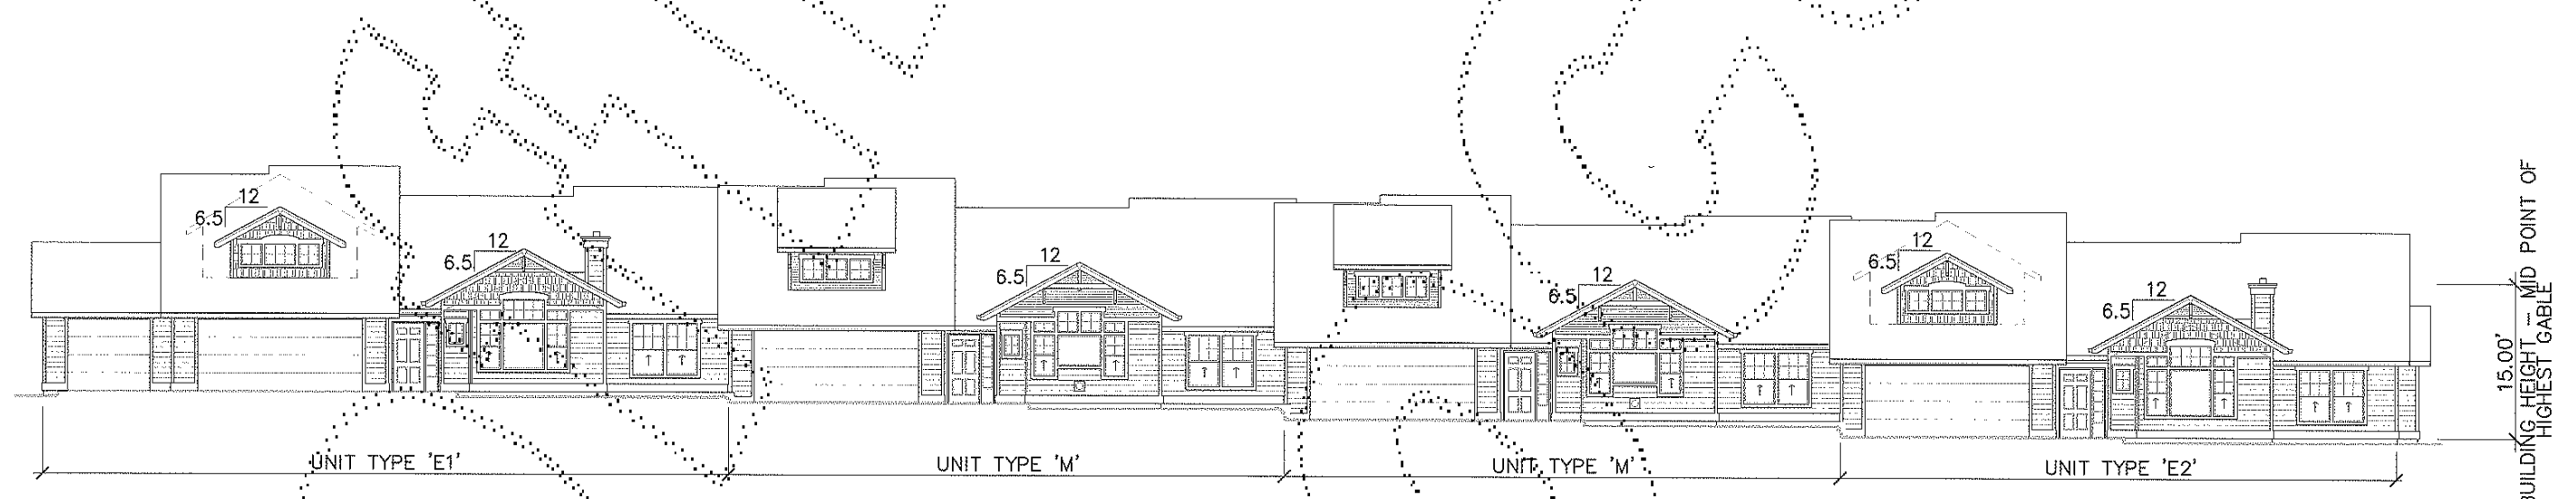 12
6.5
12
6.5
12
6.5
12
6.5
12
6.5
12
6.5
UNIT TYPE 'E1'
UNIT TYPE 'M'
UNIT TYPE 'M'
UNIT TYPE 'E2'
15.00'
BUILDING HEIGHT – MID POINT OF
HIGHEST GABLE